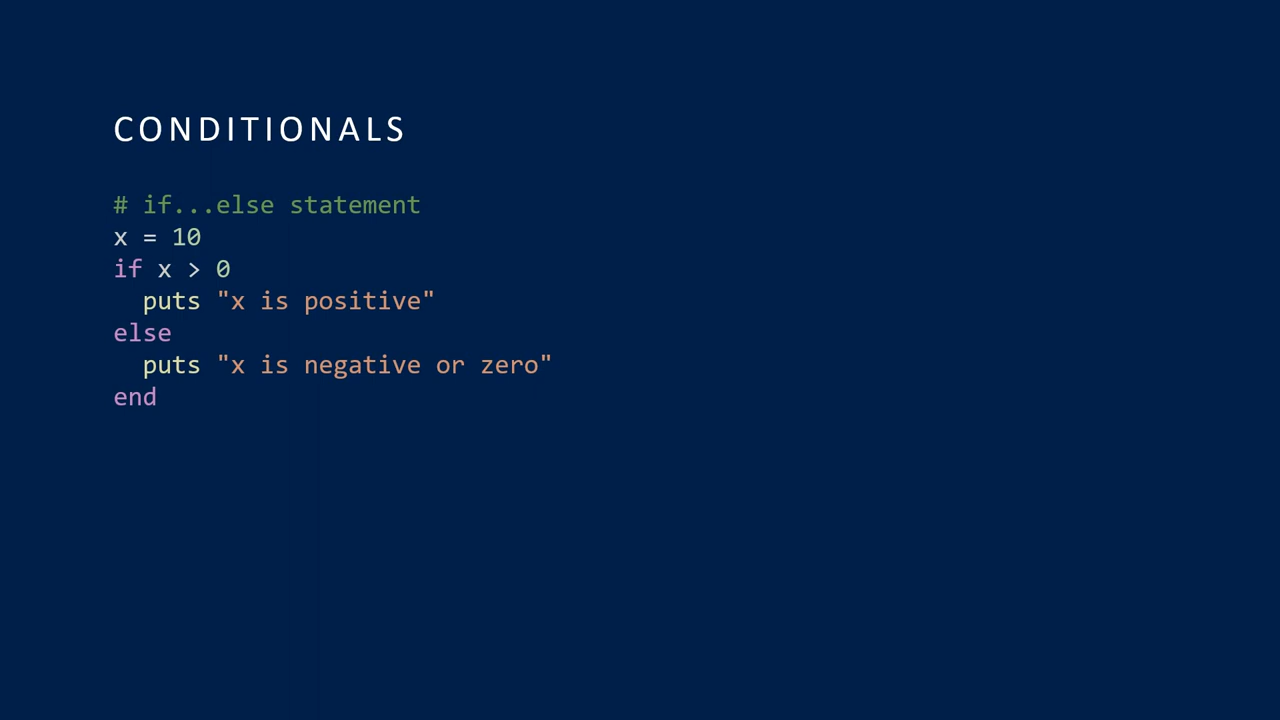 CONDITIONALS
# if...else statement
x = 10
if x > 0
  puts "x is positive"
else
  puts "x is negative or zero"
end